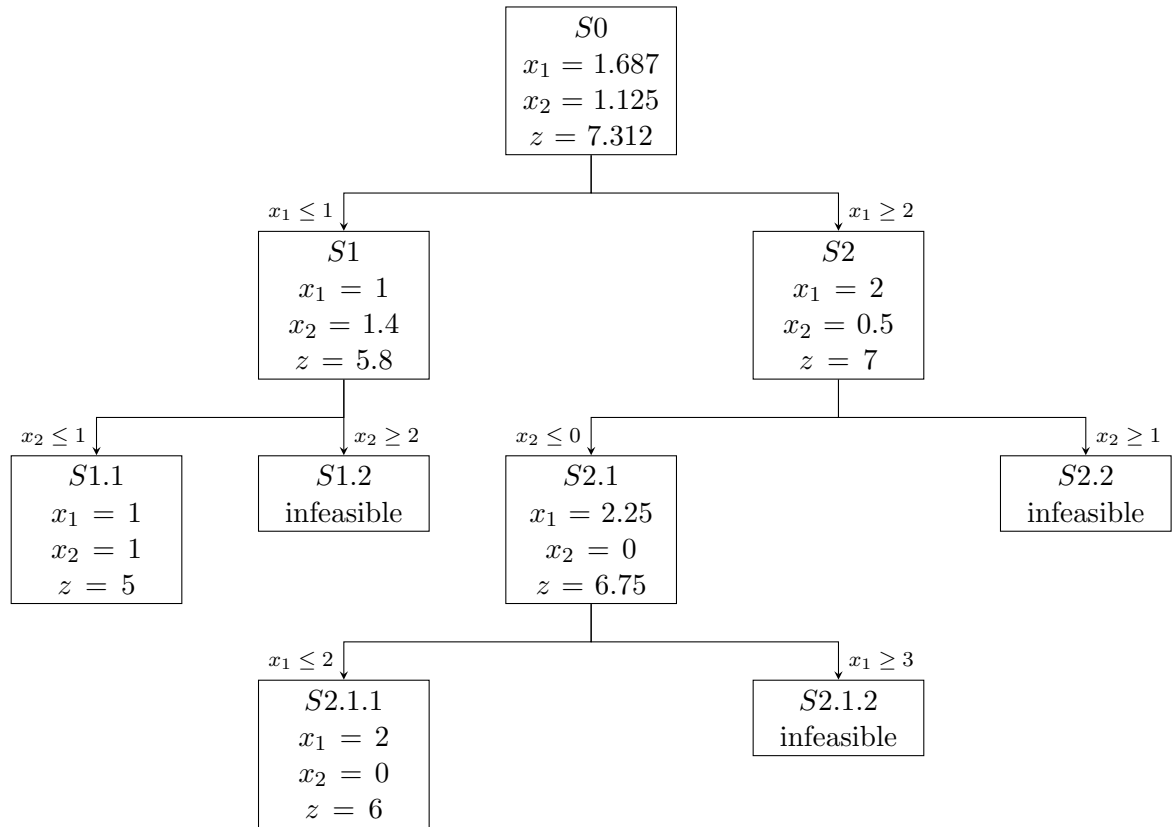 S0
x₁ = 1.687
x₂ = 1.125
z = 7.312
x₁ ≤ 1
x₁ ≥ 2
S1
x₁ = 1
x₂ = 1.4
z = 5.8
S2
x₁ = 2
x₂ = 0.5
z = 7
x₂ ≤ 1
x₂ ≥ 2
x₂ ≤ 0
x₂ ≥ 1
S1.1
x₁ = 1
x₂ = 1
z = 5
S1.2
infeasible
S2.1
x₁ = 2.25
x₂ = 0
z = 6.75
S2.2
infeasible
x₁ ≤ 2
x₁ ≥ 3
S2.1.1
x₁ = 2
x₂ = 0
z = 6
S2.1.2
infeasible